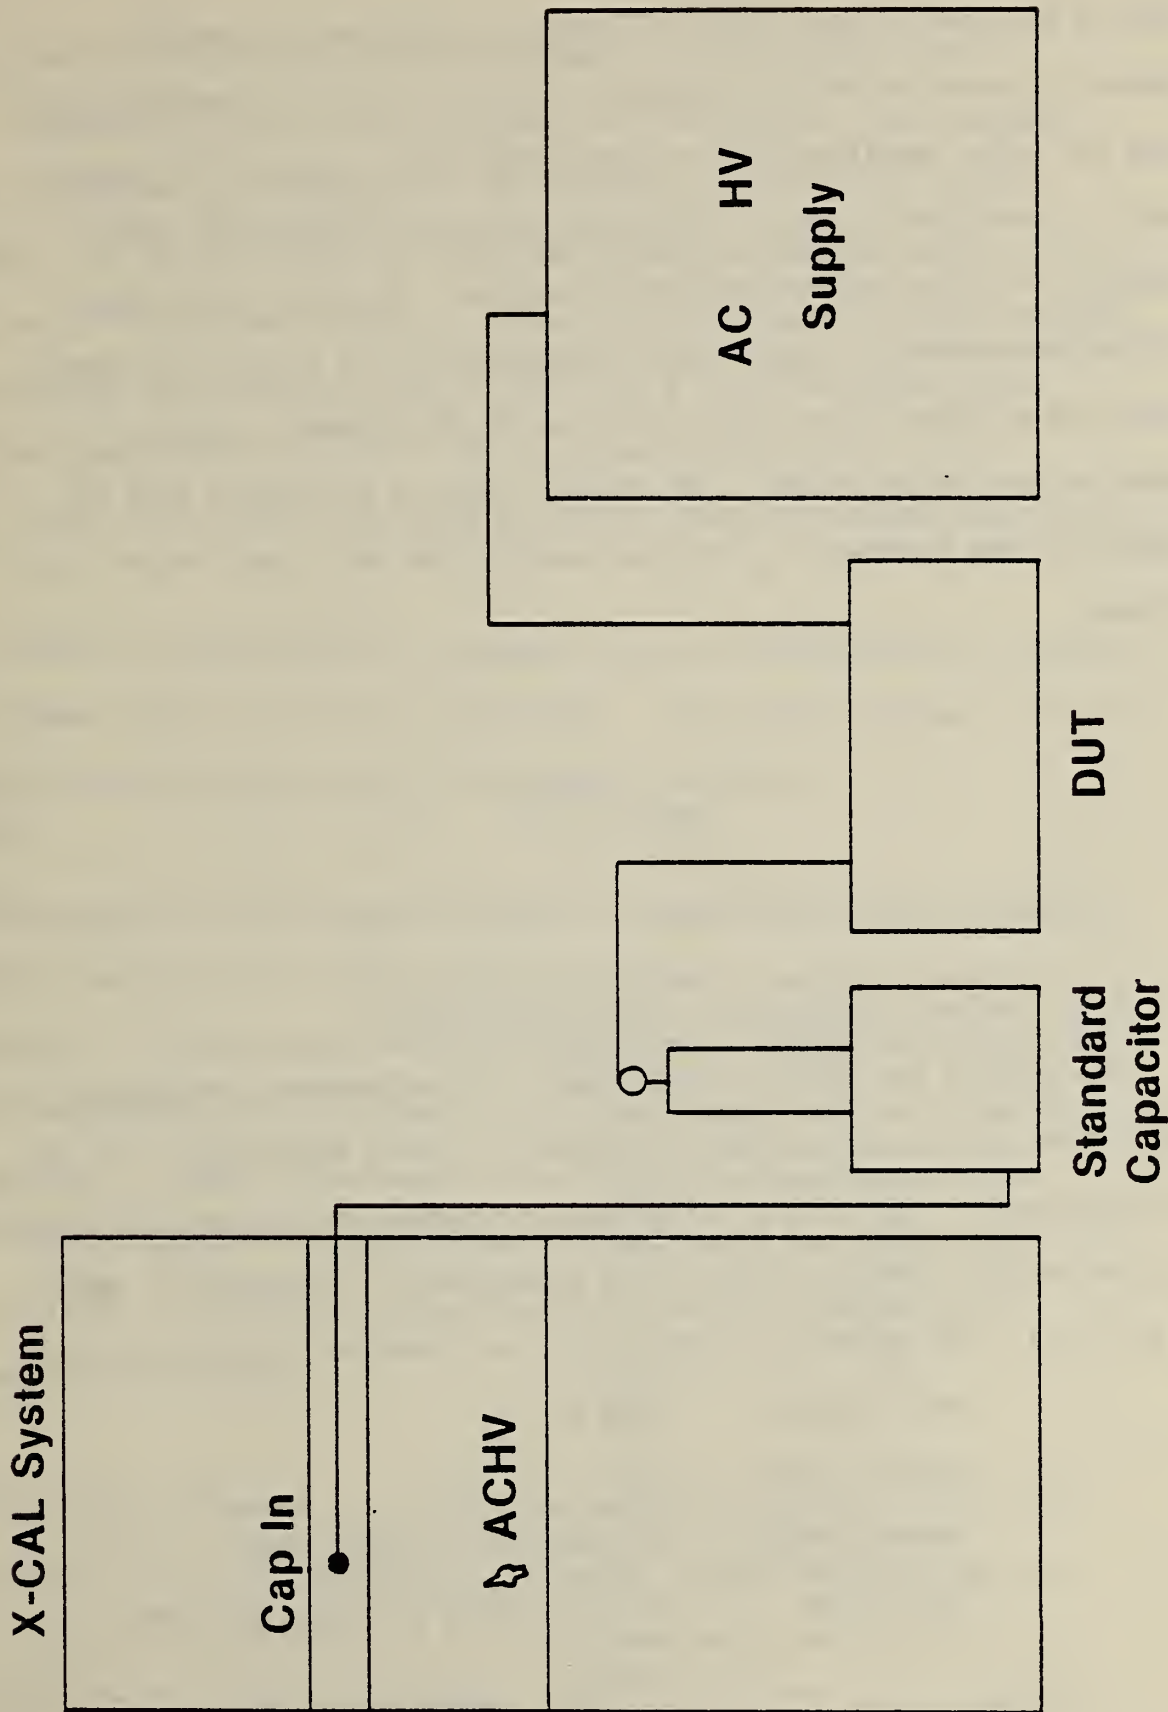 X-CAL System
Cap In
ACHV
Standard
Capacitor
DUT
AC HV
Supply